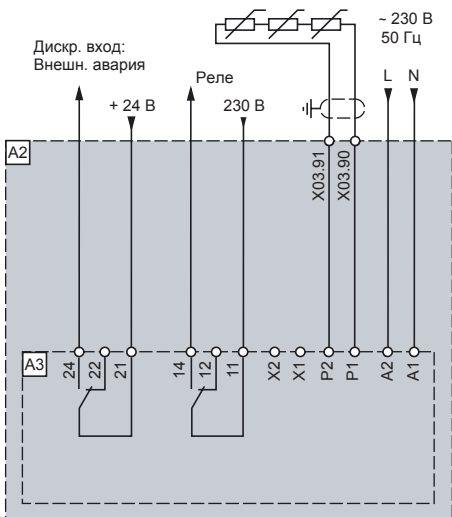 ~ 230 В
50 Гц
Дискр. вход:
Внешн. авария
Реле
L N
+ 24 В
230 В
A2
X03.91
X03.90
A3
24
22
21
14
12
11
X2
X1
P2
P1
A2
A1